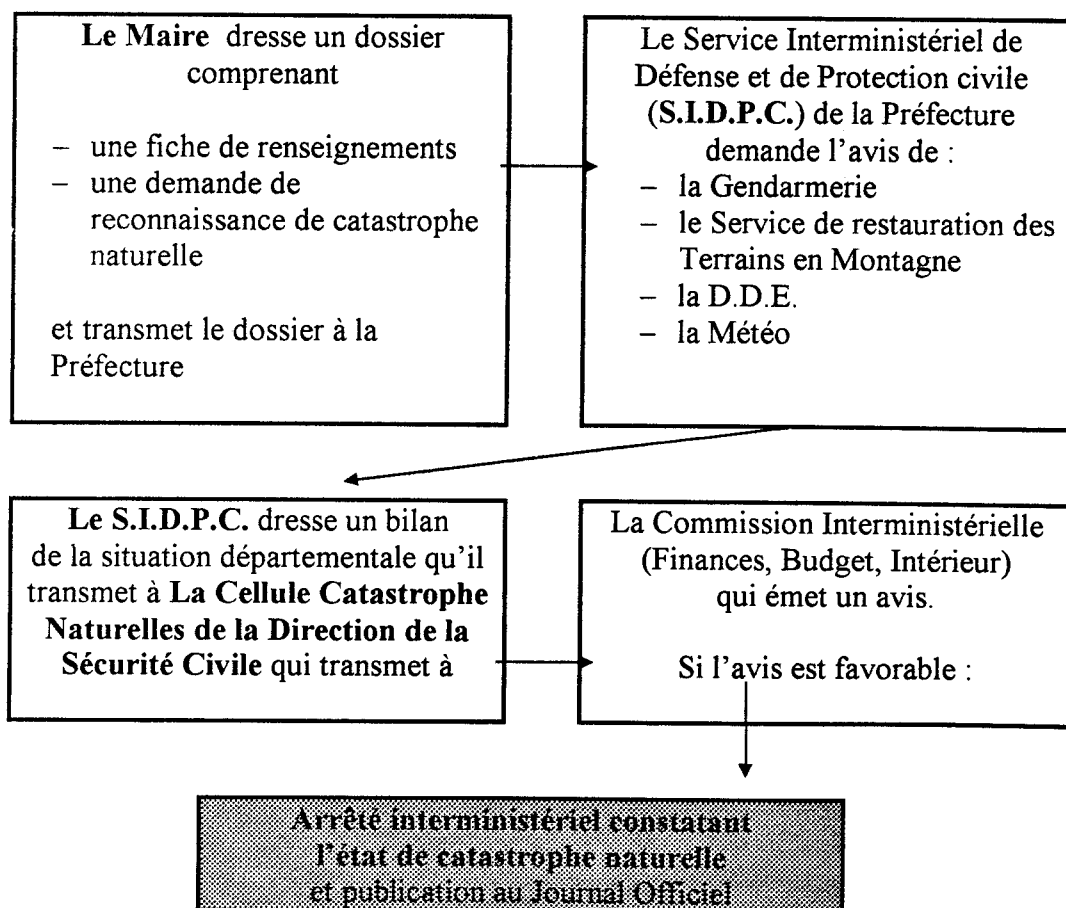 Le Maire dresse un dossier
comprenant
– une fiche de renseignements
– une demande de
reconnaissance de catastrophe
naturelle
et transmet le dossier à la
Préfecture
Le Service Interministériel de
Défense et de Protection civile
(S.I.D.P.C.) de la Préfecture
demande l'avis de :
– la Gendarmerie
– le Service de restauration des
Terrains en Montagne
– la D.D.E.
– la Météo
Le S.I.D.P.C. dresse un bilan
de la situation départementale qu'il
transmet à La Cellule Catastrophe
Naturelles de la Direction de la
Sécurité Civile qui transmet à
La Commission Interministérielle
(Finances, Budget, Intérieur)
qui émet un avis.
Si l'avis est favorable :
Arrêté interministériel constatant
l'état de catastrophe naturelle
et publication au Journal Officiel